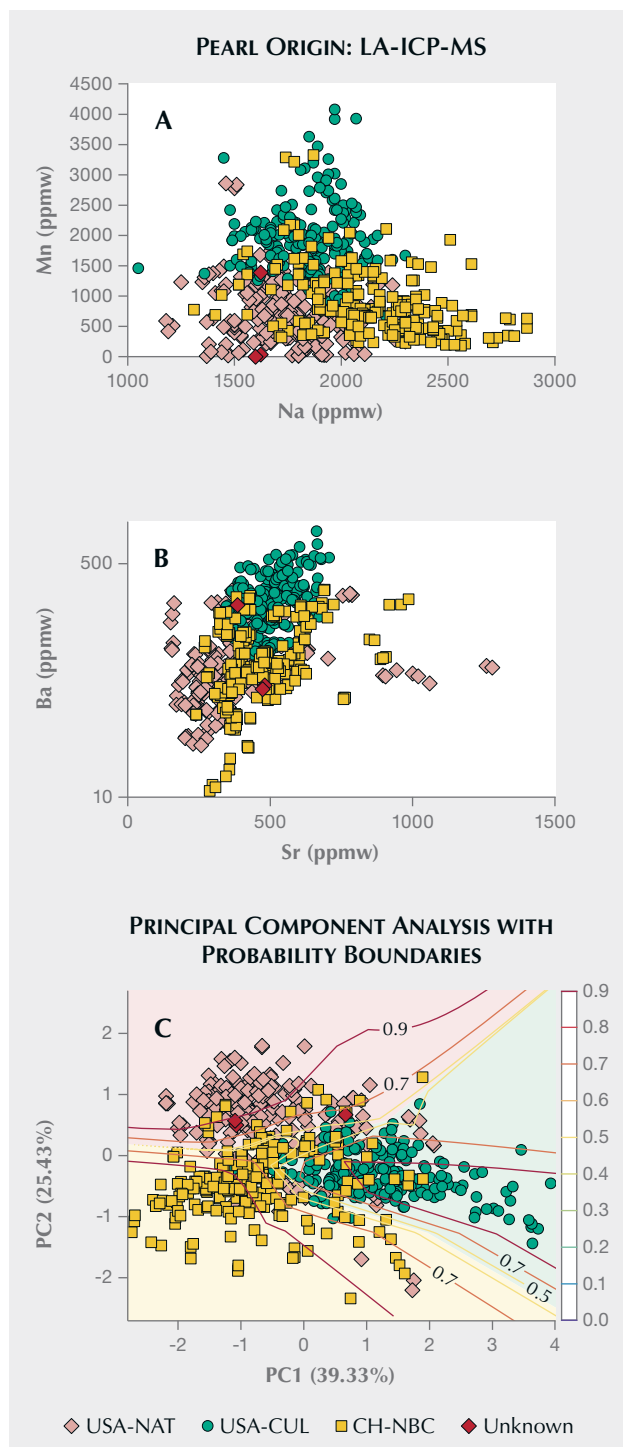 PEARL ORIGIN: LA-ICP-MS
4500
4000
3500
3000
2500
2000
1500
1000
500
0
Mn (ppmw)
A
1000 1500 2000 2500 3000
Na (ppmw)
500
10
Ba (ppmw)
B
0 500 1000 1500
Sr (ppmw)
PRINCIPAL COMPONENT ANALYSIS WITH
PROBABILITY BOUNDARIES
2
1
0
-1
-2
PC2 (25.43%)
C
0.9
0.7
0.7
0.7
0.5
0.9
0.8
0.7
0.6
0.5
0.4
0.3
0.2
0.1
0.0
-2 -1 0 1 2 3 4
PC1 (39.33%)
USA-NAT USA-CUL CH-NBC Unknown